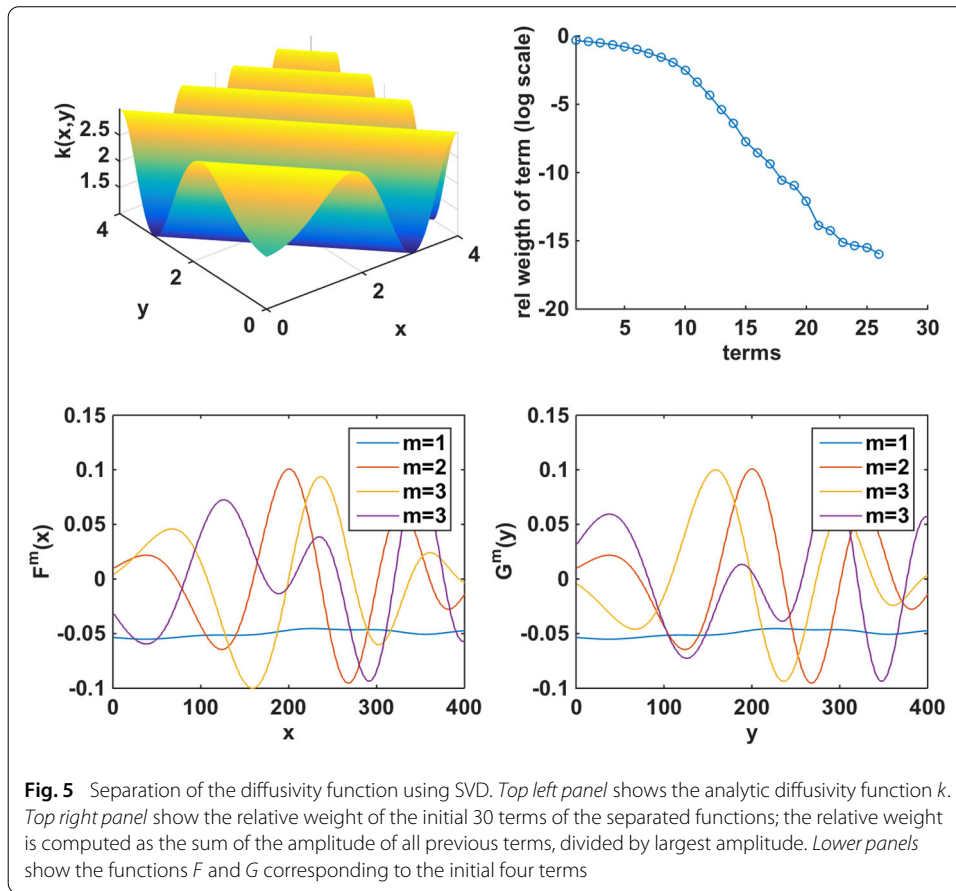 k(x,y)
2.5
2
1.5
4
2
0
y
0
2
4
x
rel weigth of term (log scale)
0
-5
-10
-15
-20
5
10
15
20
25
30
terms
F^m(x)
0.15
0.1
0.05
0
-0.05
-0.1
0
100
200
300
400
x
m=1
m=2
m=3
m=3
G^m(y)
0.15
0.1
0.05
0
-0.05
-0.1
0
100
200
300
400
y
m=1
m=2
m=3
m=3
Fig. 5 Separation of the diffusivity function using SVD. Top left panel shows the analytic diffusivity function k.
Top right panel show the relative weight of the initial 30 terms of the separated functions; the relative weight
is computed as the sum of the amplitude of all previous terms, divided by largest amplitude. Lower panels
show the functions F and G corresponding to the initial four terms